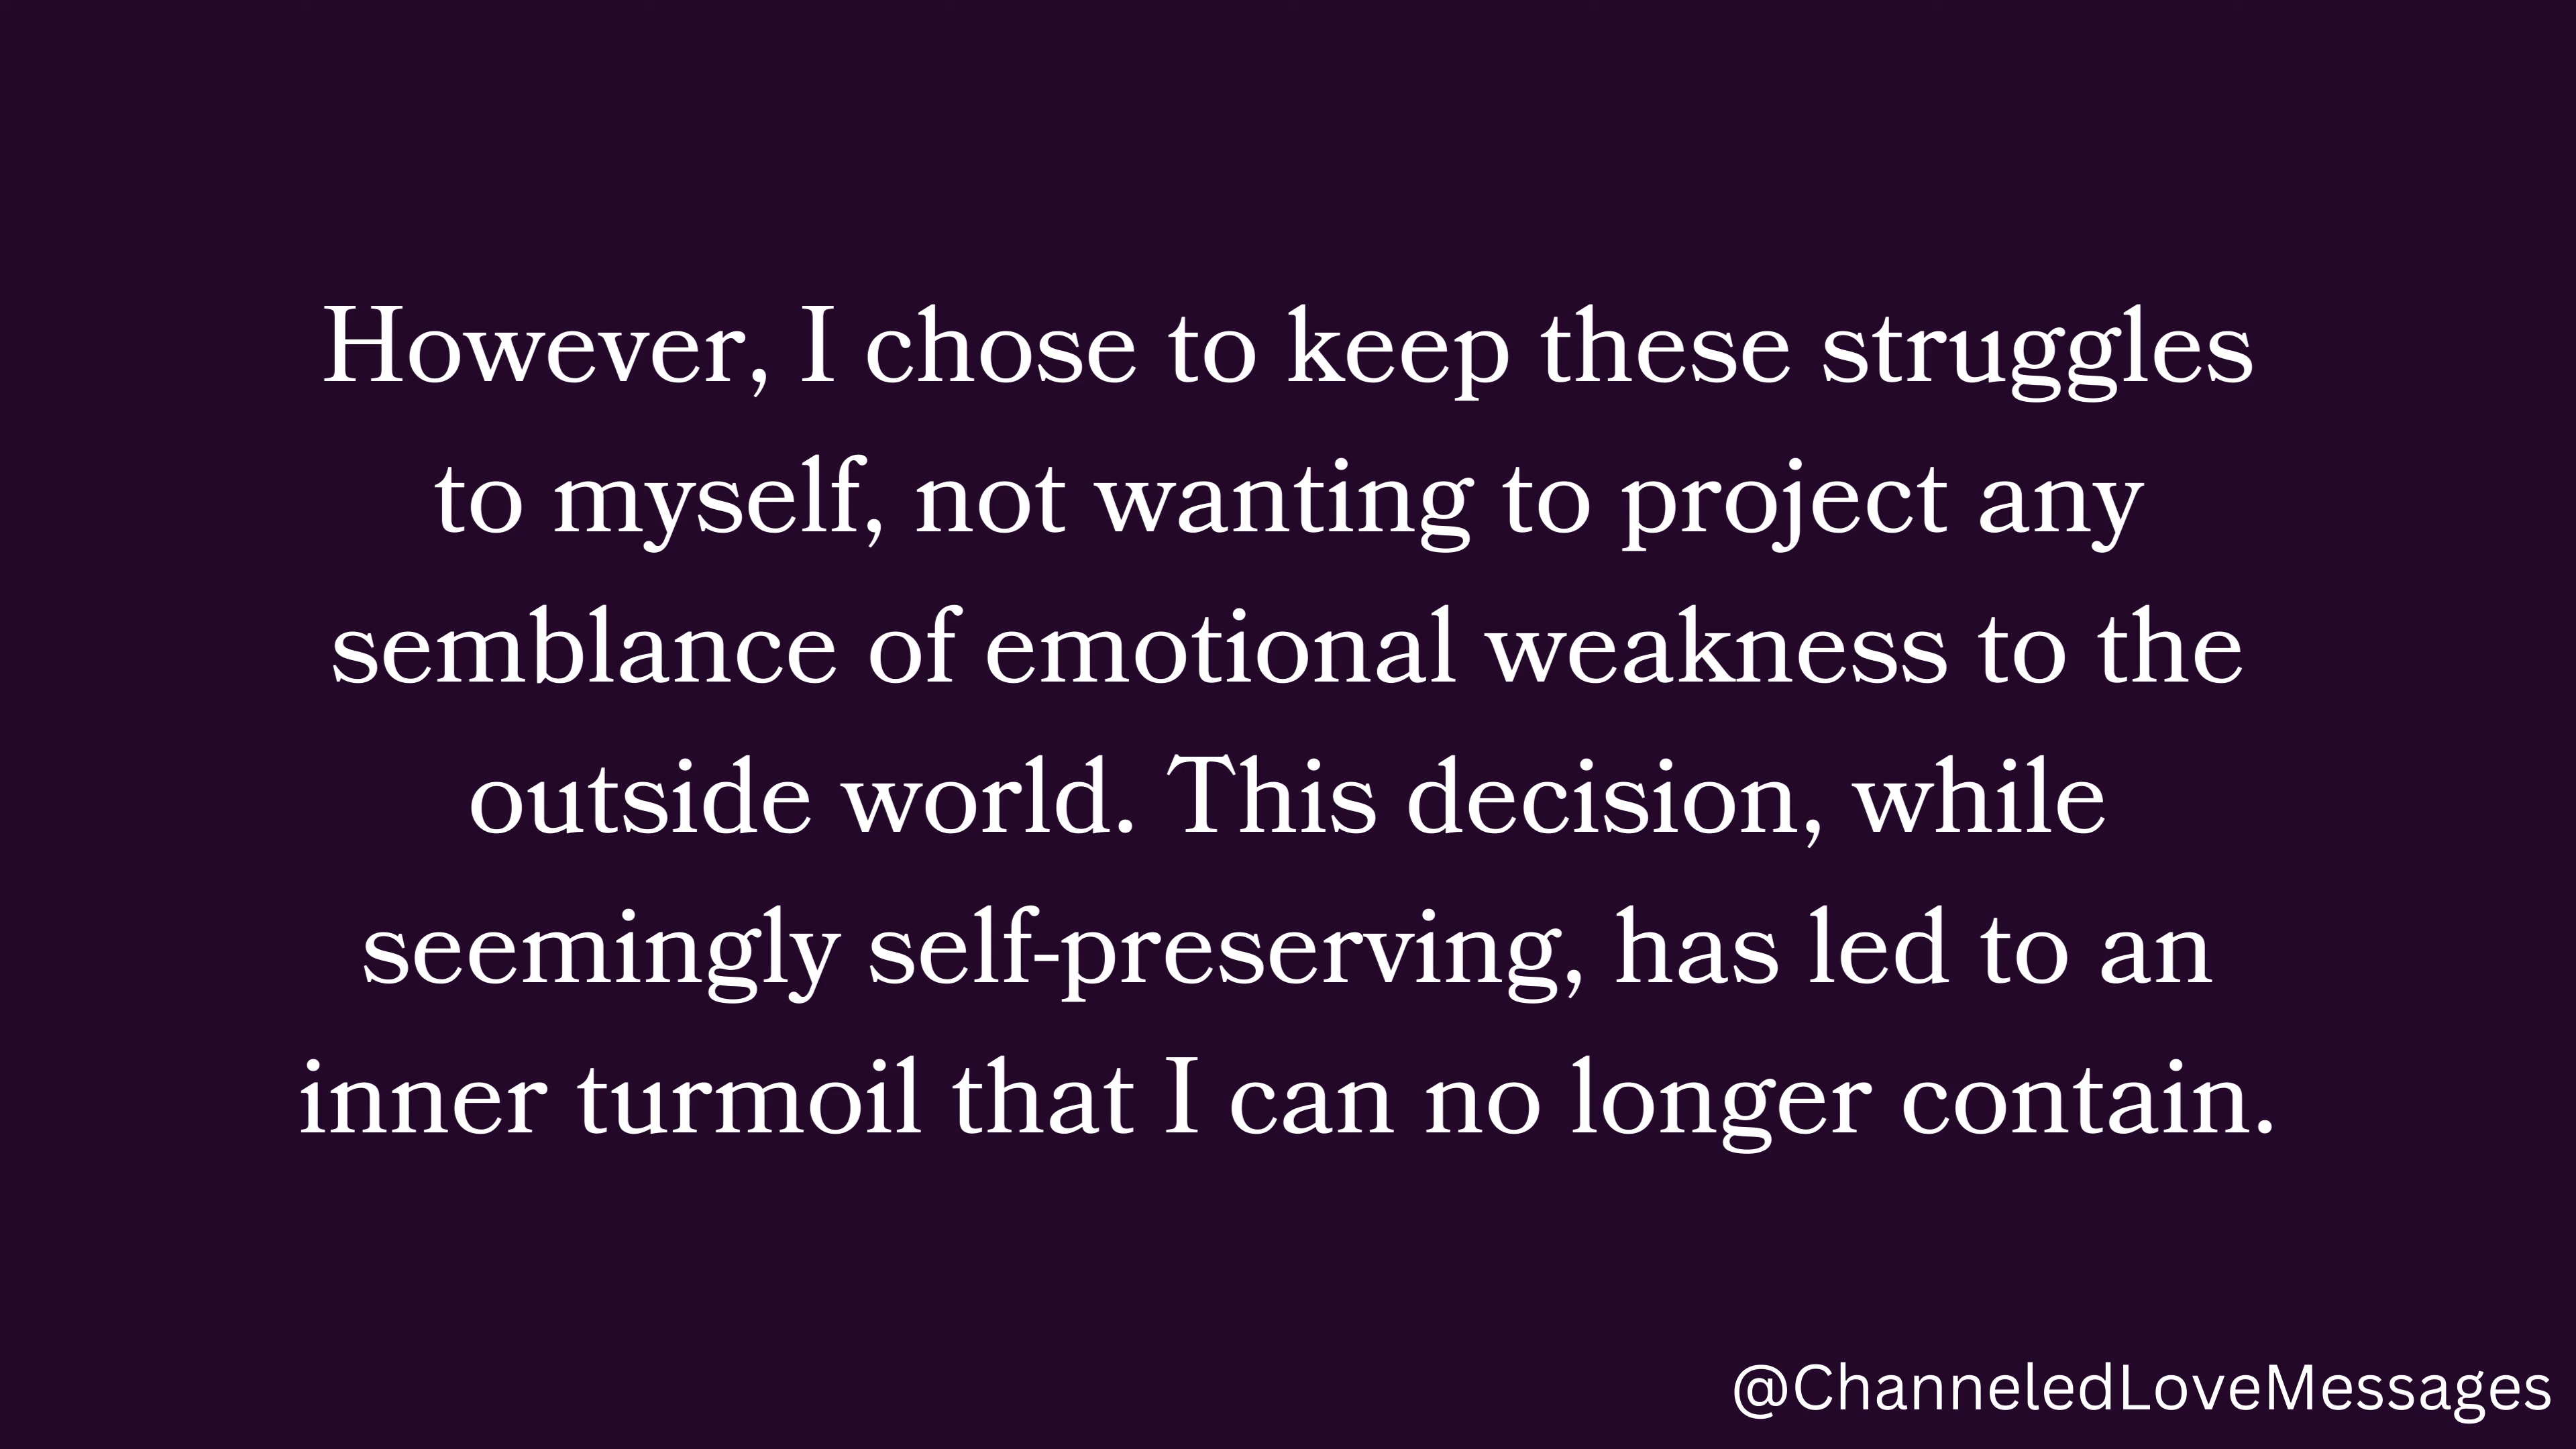 However, I chose to keep these struggles
to myself, not wanting to project any
semblance of emotional weakness to the
outside world. This decision, while
seemingly self-preserving, has led to an
inner turmoil that I can no longer contain.
@ChanneledLoveMessages